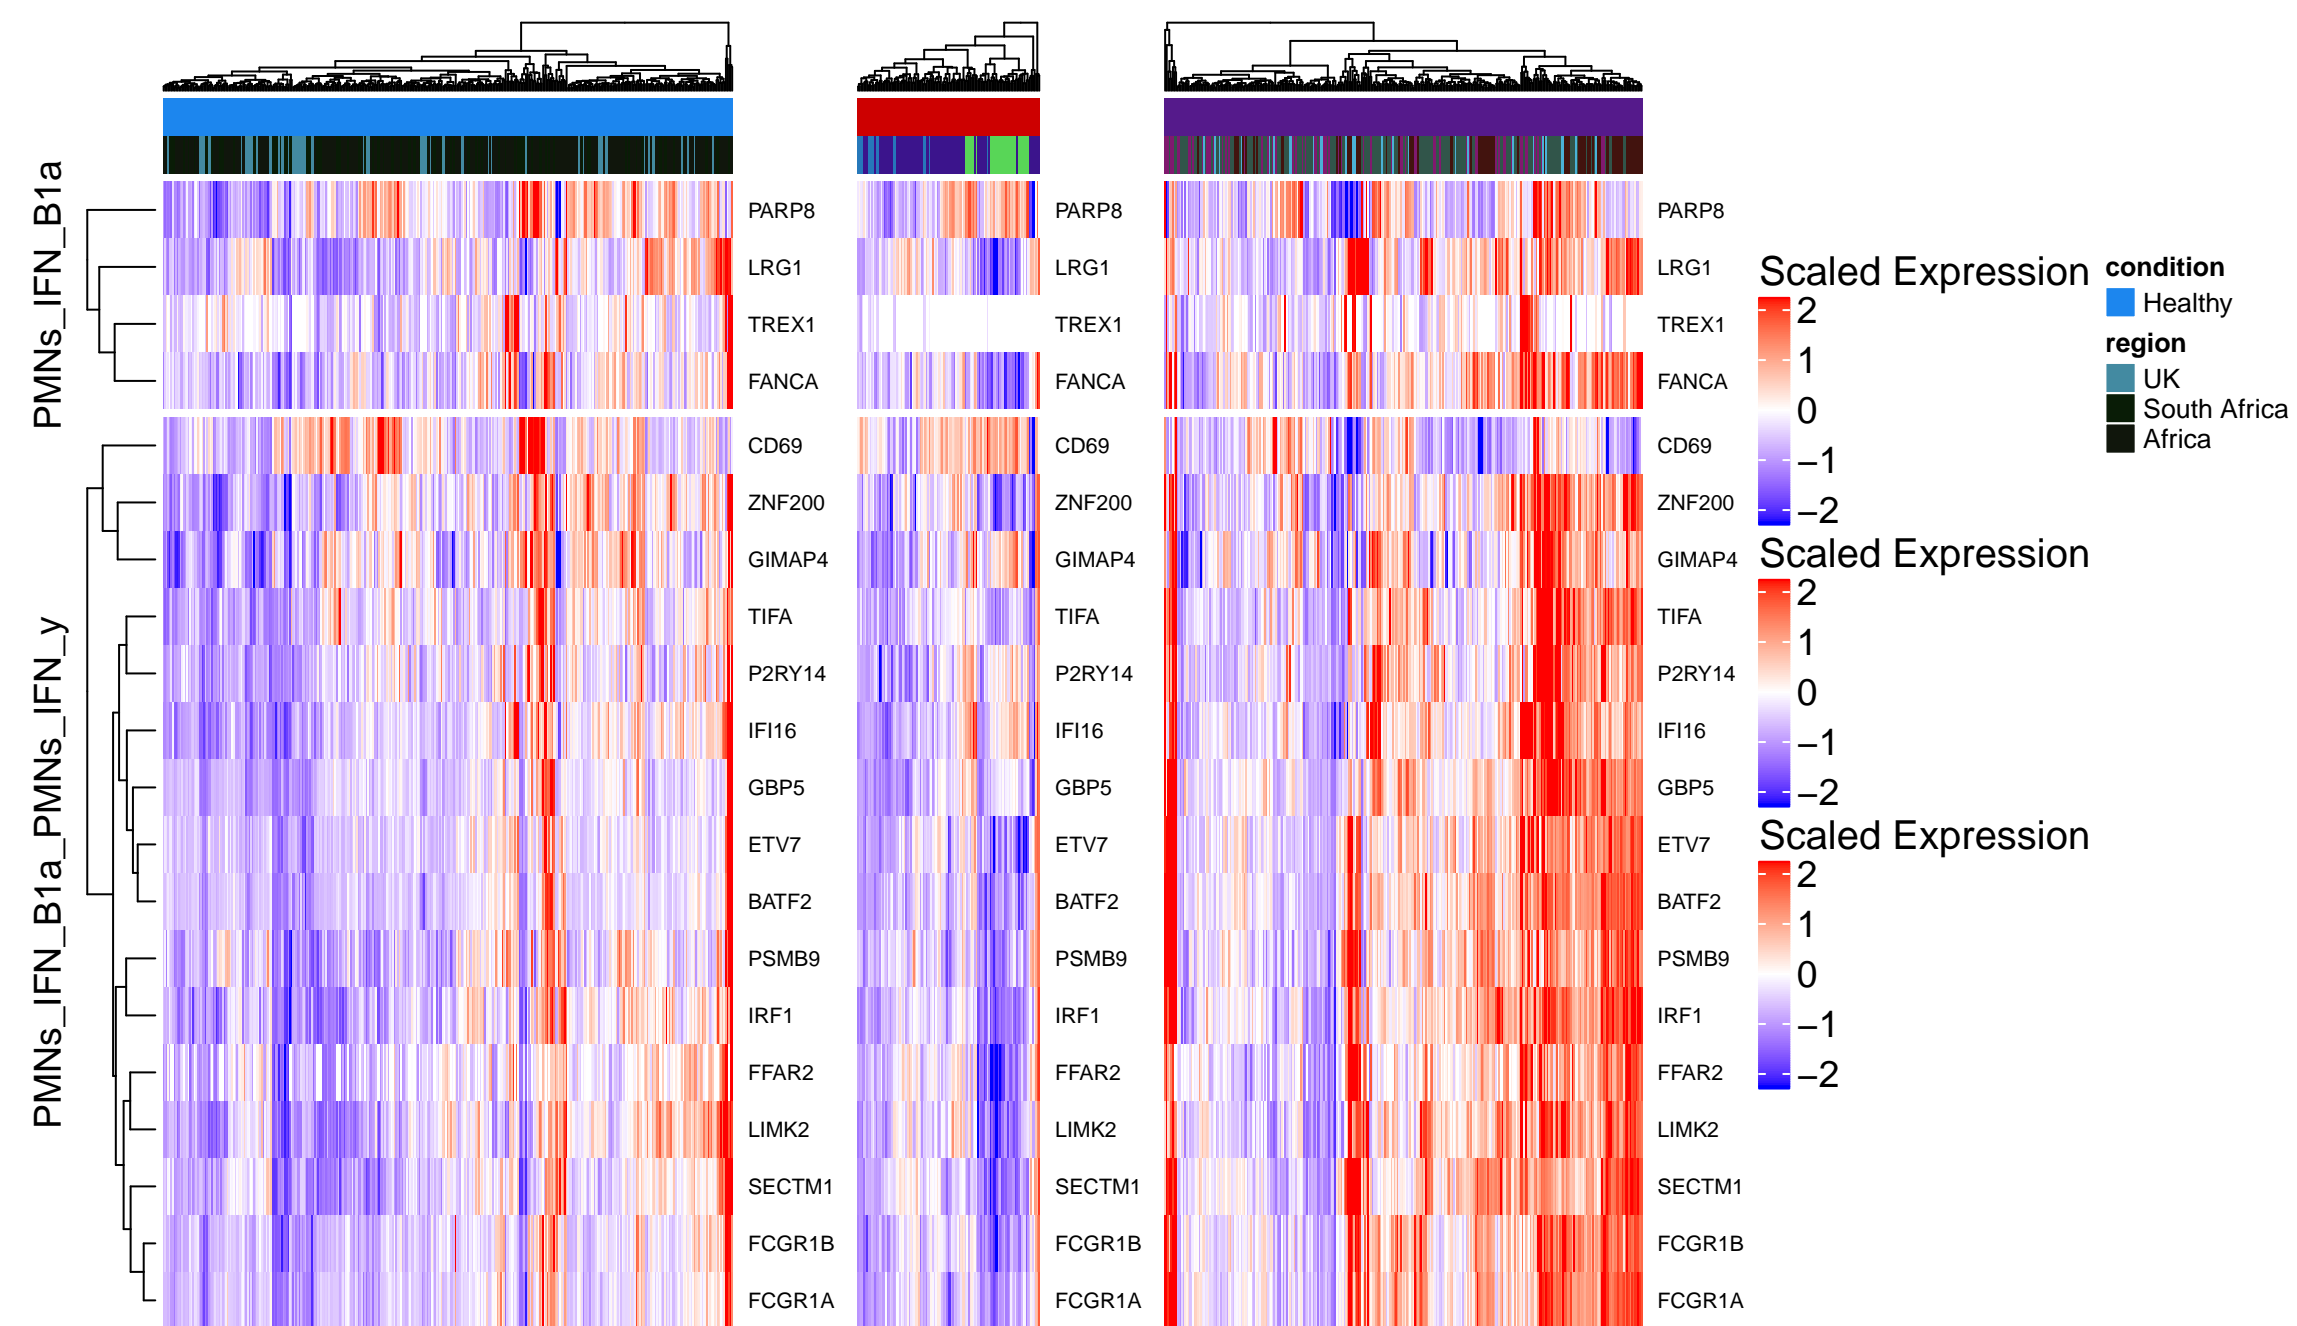 PMNs_IFN_B1a
PMNs_IFN_B1a_PMNs_IFN_y
PARP8
LRG1
TREX1
FANCA
CD69
ZNF200
GIMAP4
TIFA
P2RY14
IFI16
GBP5
ETV7
BATF2
PSMB9
IRF1
FFAR2
LIMK2
SECTM1
FCGR1B
FCGR1A
PARP8
LRG1
TREX1
FANCA
CD69
ZNF200
GIMAP4
TIFA
P2RY14
IFI16
GBP5
ETV7
BATF2
PSMB9
IRF1
FFAR2
LIMK2
SECTM1
FCGR1B
FCGR1A
PARP8
LRG1
TREX1
FANCA
CD69
ZNF200
GIMAP4
TIFA
P2RY14
IFI16
GBP5
ETV7
BATF2
PSMB9
IRF1
FFAR2
LIMK2
SECTM1
FCGR1B
FCGR1A
Scaled Expression
2
1
0
−1
−2
Scaled Expression
2
1
0
−1
−2
Scaled Expression
2
1
0
−1
−2
condition
Healthy
region
UK
South Africa
Africa